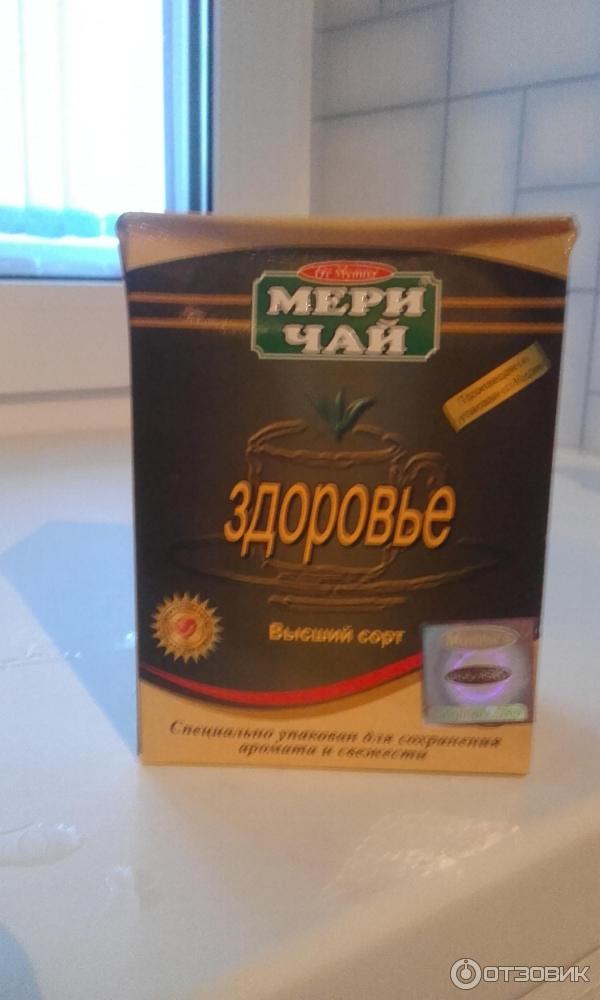 МЕРИ
ЧАЙ
здоровье
Высший сорт
Специально упакован для сохранения
аромата и свежести
ОТЗОВИК